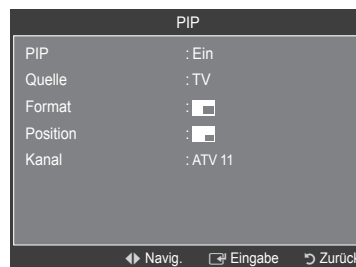 PIP
PIP : Ein
Quelle : TV
Format :
Position :
Kanal : ATV 11
Navig. Eingabe Zurück